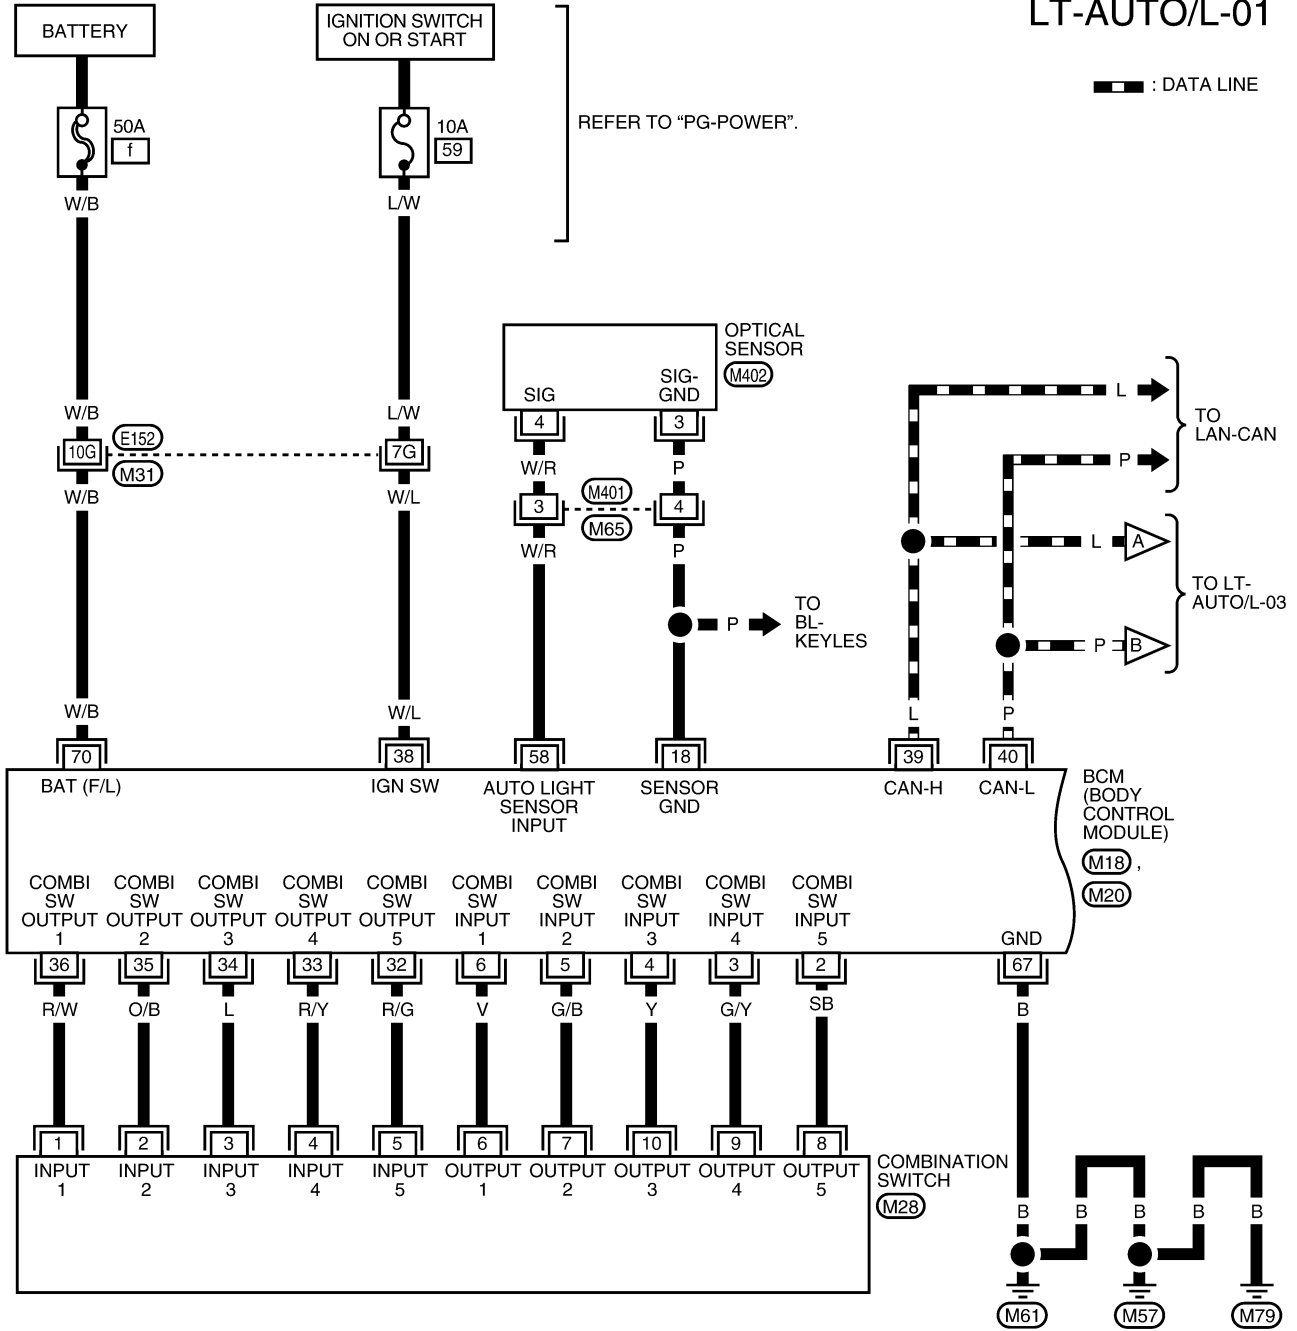 LT-AUTO/L-01
BATTERY
IGNITION SWITCH
ON OR START
: DATA LINE
50A
f
10A
59
REFER TO “PG-POWER”.
W/B
L/W
OPTICAL
SENSOR
M402
SIG
SIG-
GND
4
3
L
TO
LAN-CAN
P
W/B
L/W
10G
E152
M31
7G
W/B
W/L
W/R
P
3
M401
M65
4
W/R
P
L
A
TO LT-
AUTO/L-03
P
B
P
TO
BL-
KEYLES
W/B
W/L
L
P
70
38
58
18
39
40
BAT (F/L)
IGN SW
AUTO LIGHT
SENSOR
INPUT
SENSOR
GND
CAN-H
CAN-L
BCM
(BODY
CONTROL
MODULE)
M18 ,
M20
COMBI
SW
OUTPUT
1
COMBI
SW
OUTPUT
2
COMBI
SW
OUTPUT
3
COMBI
SW
OUTPUT
4
COMBI
SW
OUTPUT
5
COMBI
SW
INPUT
1
COMBI
SW
INPUT
2
COMBI
SW
INPUT
3
COMBI
SW
INPUT
4
COMBI
SW
INPUT
5
GND
36
35
34
33
32
6
5
4
3
2
67
R/W
O/B
L
R/Y
R/G
V
G/B
Y
G/Y
SB
B
1
2
3
4
5
6
7
10
9
8
INPUT
1
INPUT
2
INPUT
3
INPUT
4
INPUT
5
OUTPUT
1
OUTPUT
2
OUTPUT
3
OUTPUT
4
OUTPUT
5
COMBINATION
SWITCH
M28
B
B
B
B
B
M61
M57
M79